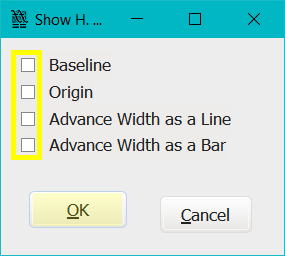 Show H. ...
Baseline
Origin
Advance Width as a Line
Advance Width as a Bar
OK
Cancel